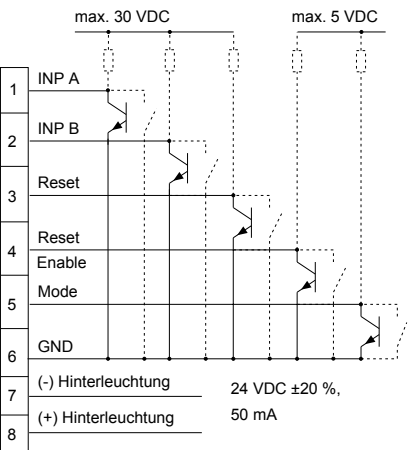 max. 30 VDC
max. 5 VDC
1
INP A
2
INP B
3
Reset
4
Reset
Enable
5
Mode
6
GND
7
(-) Hinterleuchtung
24 VDC ±20 %,
50 mA
8
(+) Hinterleuchtung